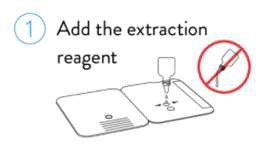 1 Add the extraction
reagent